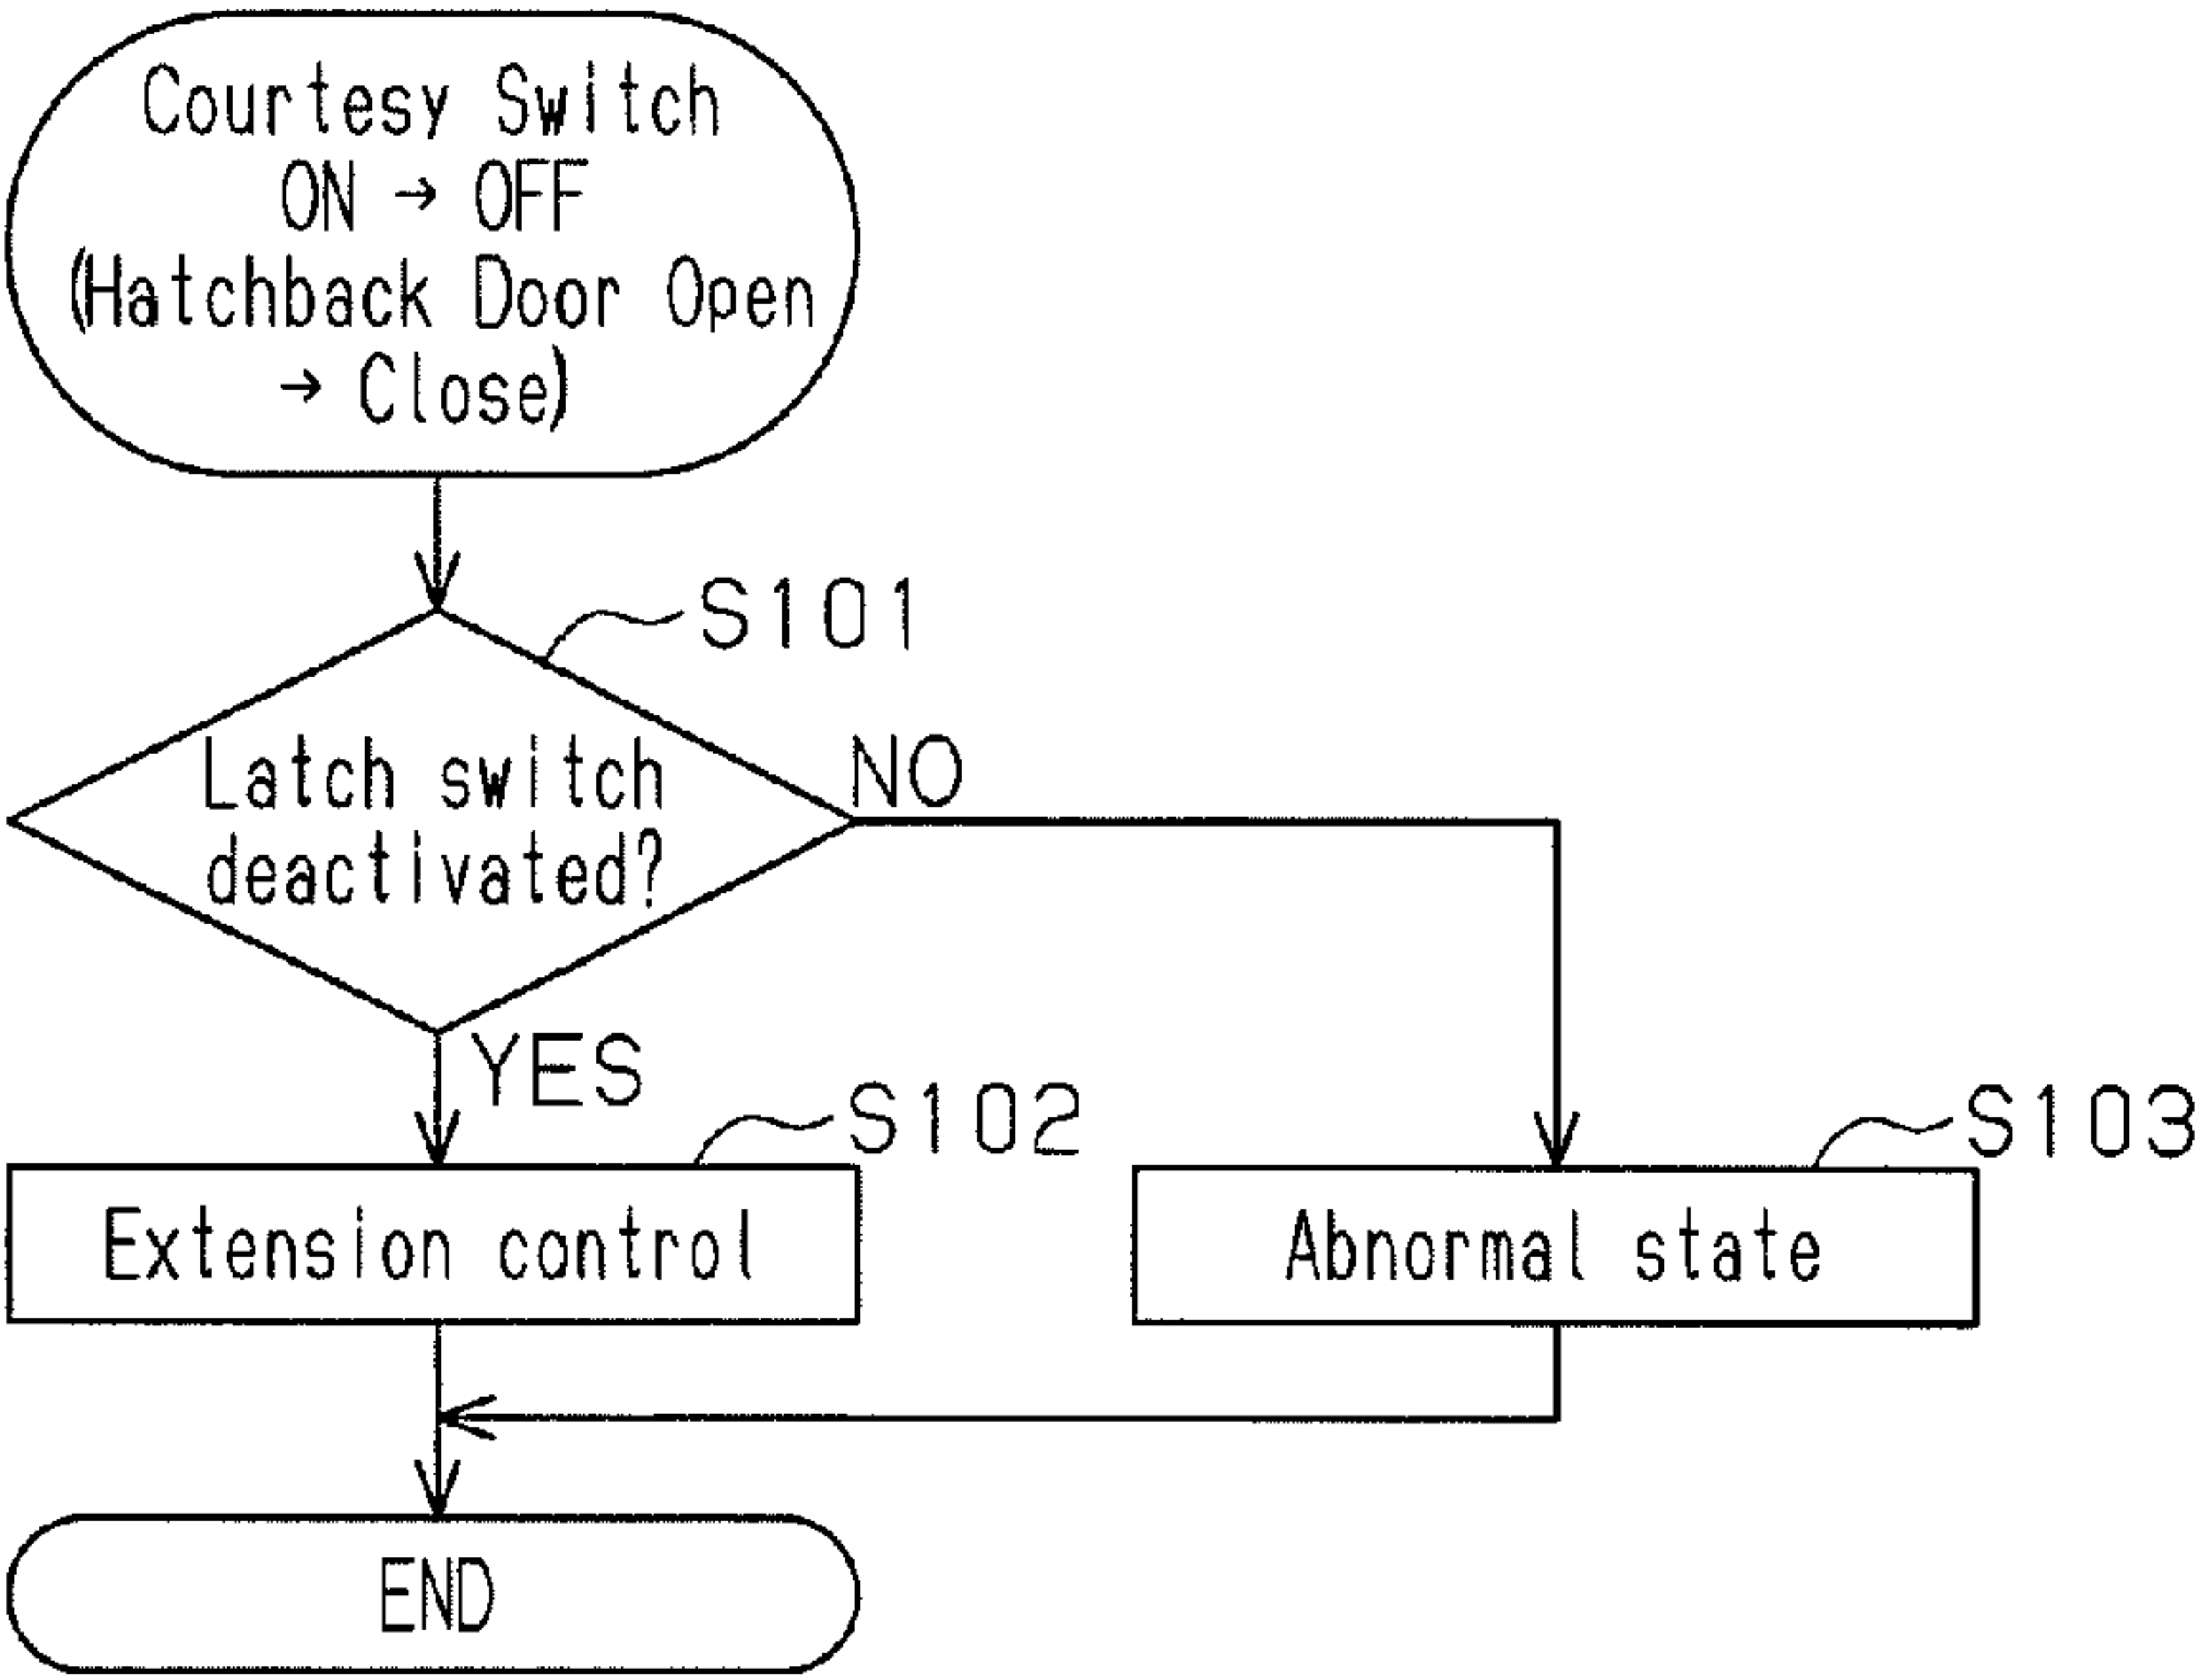 Courtesy Switch
ON → OFF
(Hatchback Door Open
→ Close)
S101
Latch switch
deactivated?
NO
YES
S102
S103
Extension control
Abnormal state
END